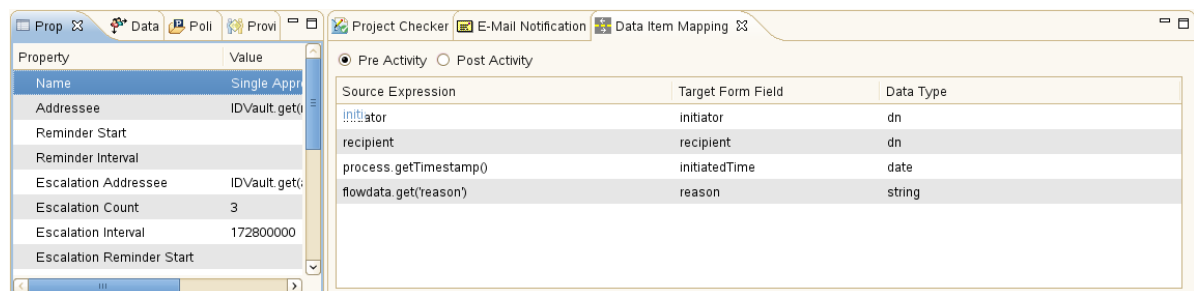 Prop Data Poli Provi
Property Value
Name Single Appr
Addressee IDVault.get(
Reminder Start
Reminder Interval
Escalation Addressee IDVault.get(
Escalation Count 3
Escalation Interval 172800000
Escalation Reminder Start
Project Checker E-Mail Notification Data Item Mapping
Pre Activity Post Activity
Source Expression Target Form Field Data Type
initiator initiator dn
recipient recipient dn
process.getTimestamp() initiatedTime date
flowdata.get('reason') reason string